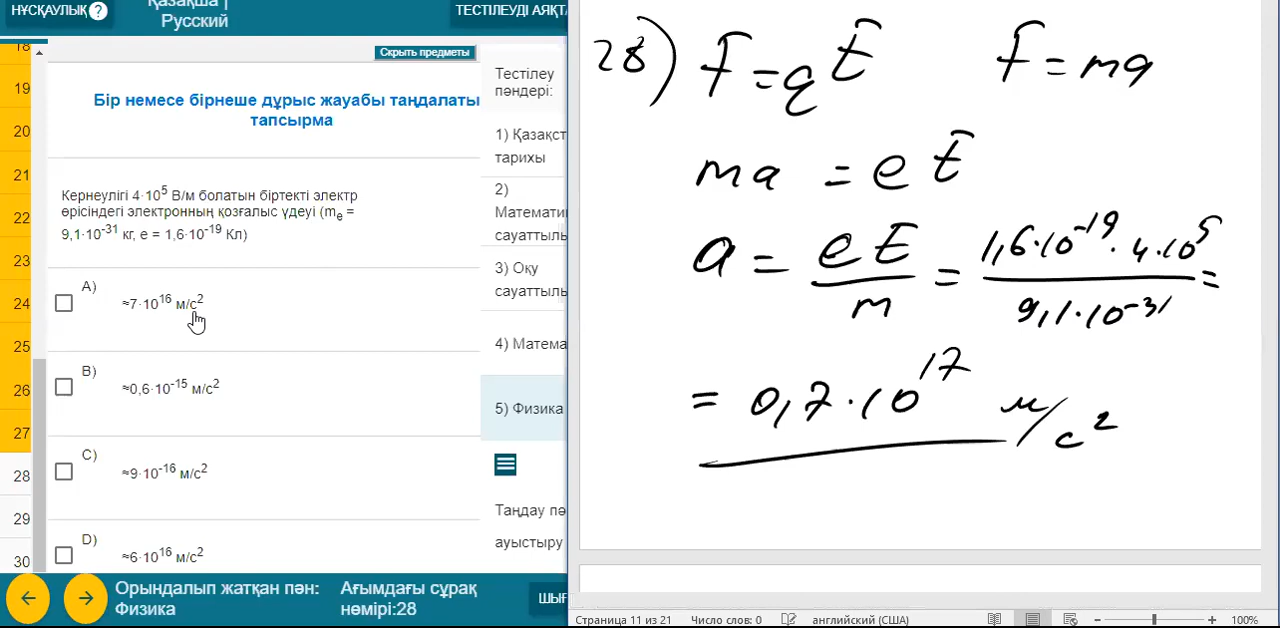 НҰСҚАУЛЫҚ ?
Қазақша |
Русский
ТЕСТІЛЕУДІ АЯҚТА
Скрыть предметы
18
19
20
21
22
23
24
25
26
27
28
29
30
Бір немесе бірнеше дұрыс жауабы таңдалаты
тапсырма
Кернеулігі 4·10⁵ В/м болатын біртекті электр
өрісіндегі электронның қозғалыс үдеуі (mₑ =
9,1·10⁻³¹ кг, е = 1,6·10⁻¹⁹ Кл)
A)
≈7·10¹⁶ м/с²
B)
≈0,6·10⁻¹⁵ м/с²
C)
≈9·10⁻¹⁶ м/с²
D)
≈6·10¹⁶ м/с²
Тестілеу
пәндері:
1) Қазақст
тарихы
2)
Математи
сауаттыль
3) Оқу
сауаттыль
4) Матема
5) Физика
Таңдау пә
ауыстыру
← →
Орындалып жатқан пән:
Физика
Ағымдағы сұрақ
нөмірі:28
ШЫҒ
28) F = qE F = ma
ma = eE
a = eE/m = 1,6·10⁻¹⁹·4·10⁵/9,1·10⁻³¹ =
= 0,7·10¹⁷ м/с²
Страница 11 из 21 Число слов: 0 английский (США) 100%